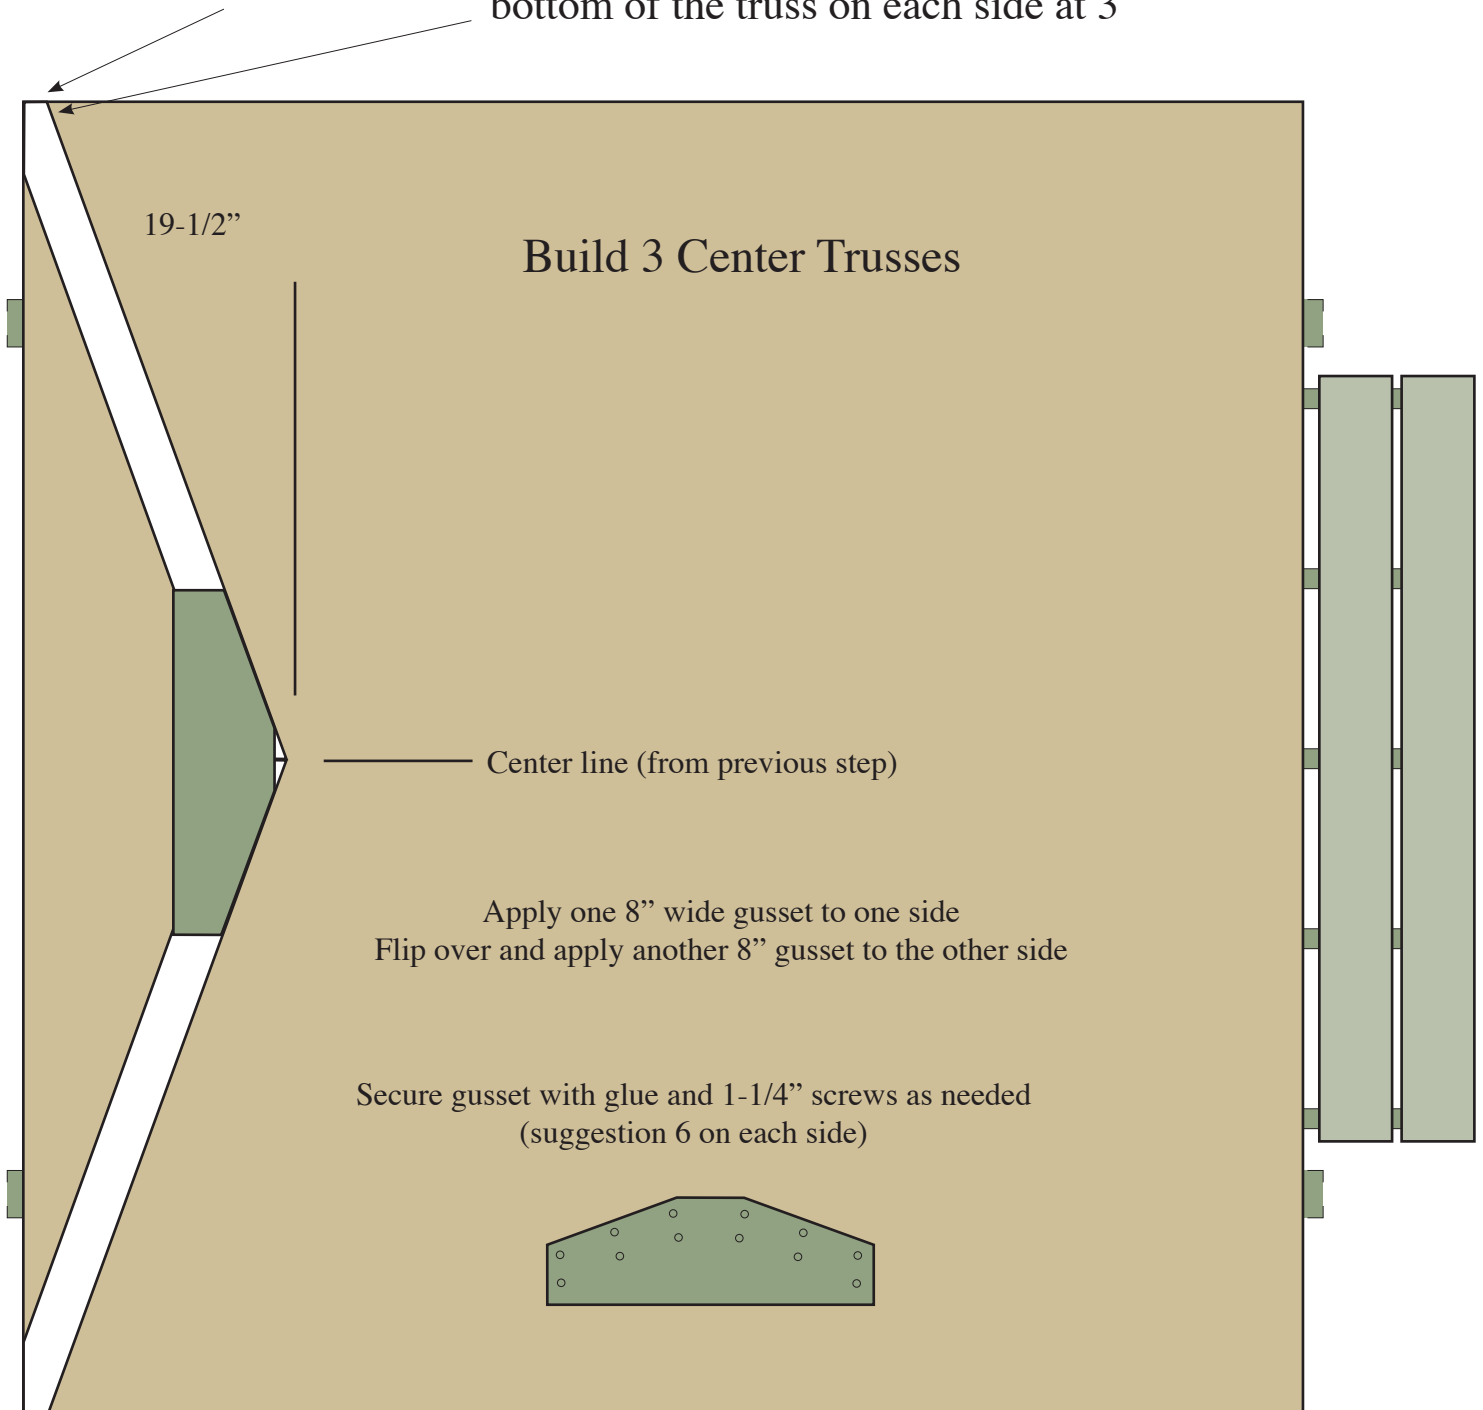 bottom of the truss on each side at 3
19-1/2”
Build 3 Center Trusses
Center line (from previous step)
Apply one 8” wide gusset to one side
Flip over and apply another 8” gusset to the other side
Secure gusset with glue and 1-1/4” screws as needed
(suggestion 6 on each side)